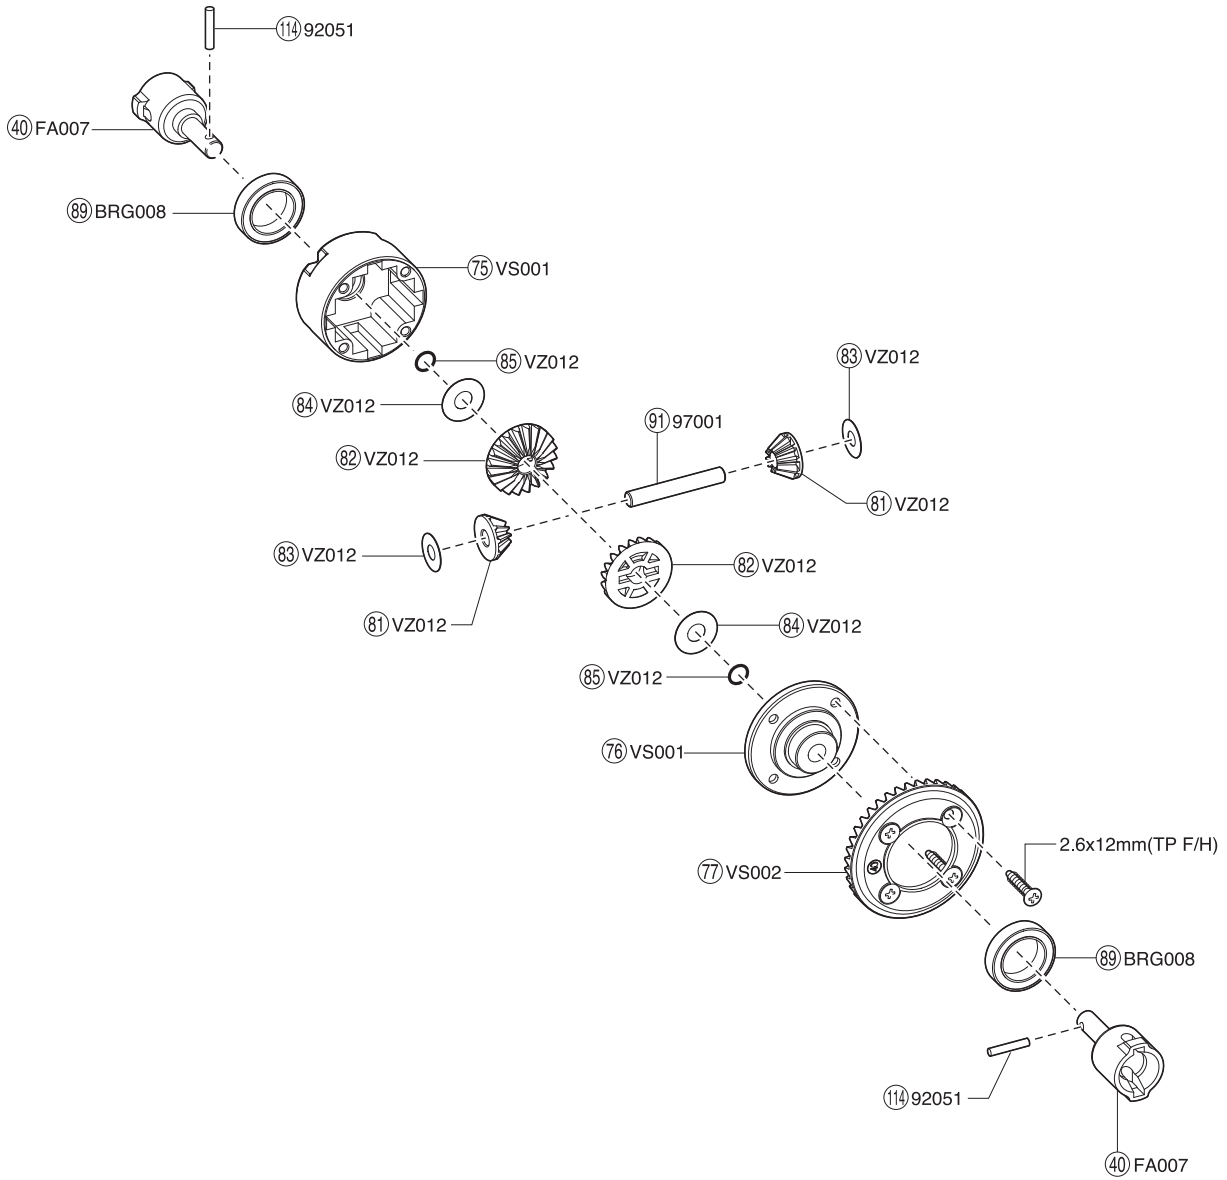 114 92051
40 FA007
89 BRG008
75 VS001
85 VZ012
83 VZ012
84 VZ012
91 97001
82 VZ012
81 VZ012
83 VZ012
82 VZ012
81 VZ012
84 VZ012
85 VZ012
76 VS001
2.6x12mm(TP F/H)
77 VS002
89 BRG008
114 92051
40 FA007